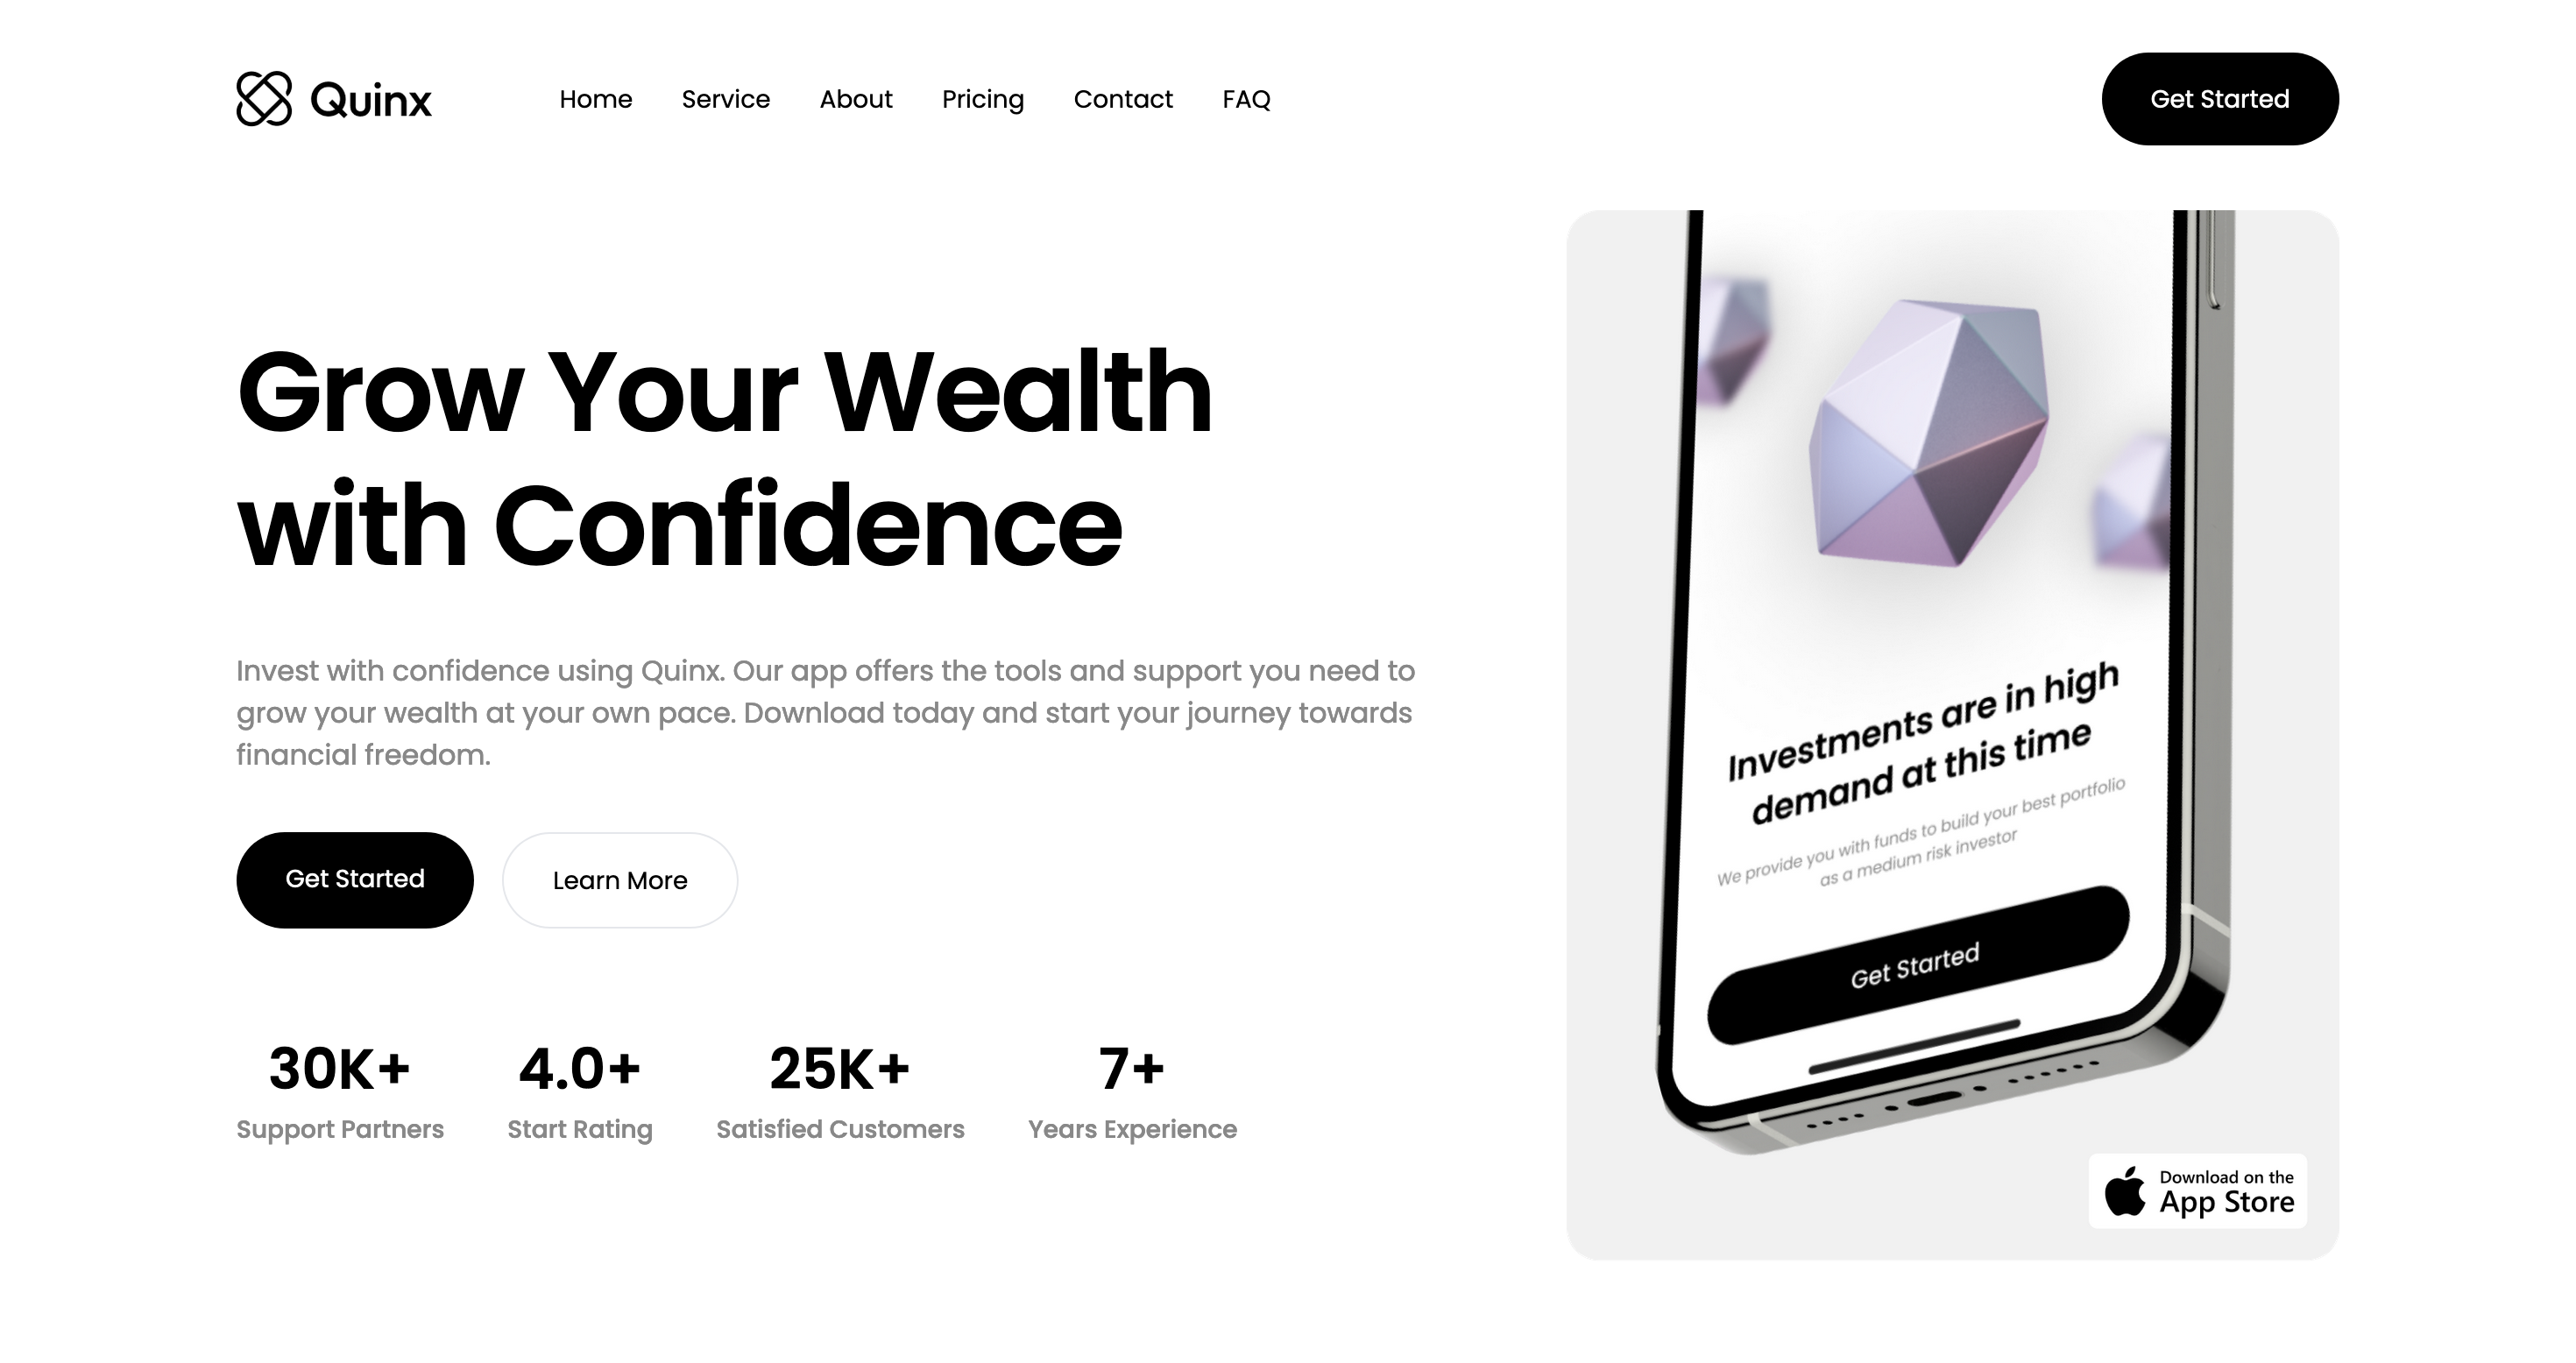 Quinx
Home Service About Pricing Contact FAQ
Get Started
Grow Your Wealth
with Confidence
Invest with confidence using Quinx. Our app offers the tools and support you need to
grow your wealth at your own pace. Download today and start your journey towards
financial freedom.
Get Started
Learn More
30K+
Support Partners
4.0+
Start Rating
25K+
Satisfied Customers
7+
Years Experience
Investments are in high
demand at this time
We provide you with funds to build your best portfolio
as a medium risk investor
Get Started
Download on the
App Store